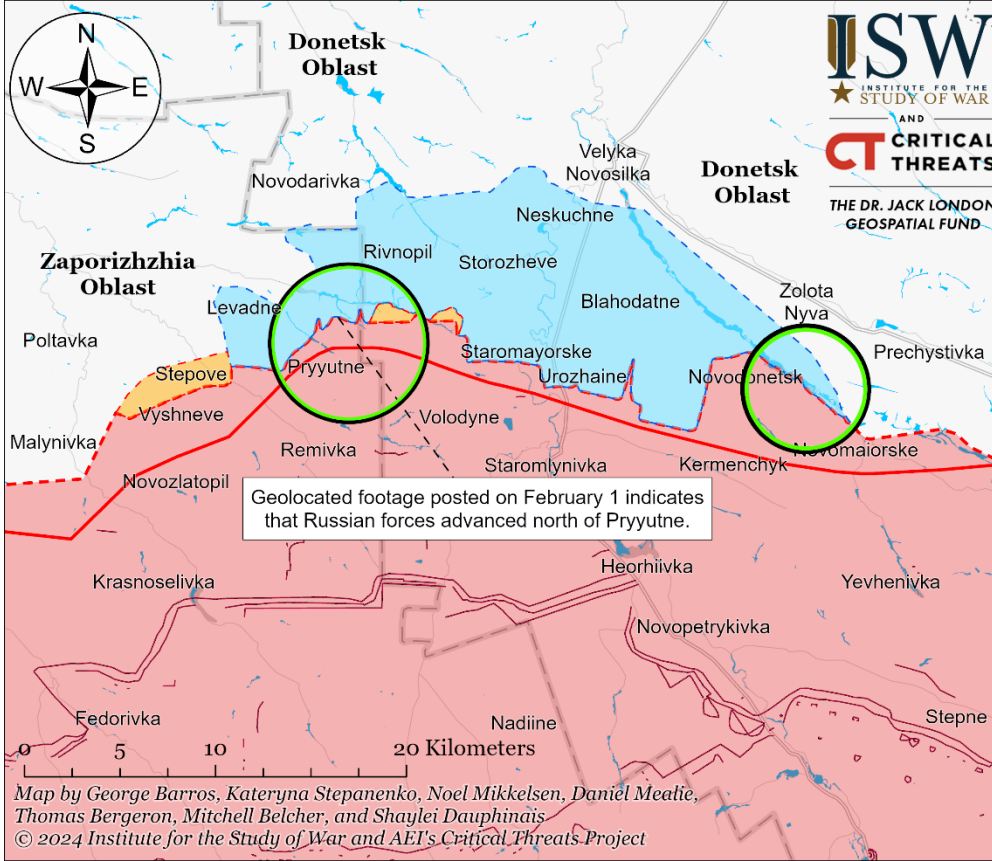 N
W
E
S
Donetsk
Oblast
ISW
INSTITUTE FOR THE
STUDY OF WAR
AND
CT CRITICAL
THREATS
THE DR. JACK LONDON
GEOSPATIAL FUND
Velyka
Novosilka
Donetsk
Oblast
Novodarivka
Neskuchne
Rivnopil
Storozheve
Zaporizhzhia
Oblast
Blahodatne
Zolota
Nyva
Levadne
Poltavka
Staromayorske
Prechystivka
Stepove
Pryyutne
Urozhaine
Novodonetsk
Vyshneve
Volodyne
Malynivka
Remivka
Novomaiorske
Staromlynivka
Kermenchyk
Novozlatopil
Geolocated footage posted on February 1 indicates
that Russian forces advanced north of Pryyutne.
Heorhiivka
Krasnoselivka
Yevhenivka
Novopetrykivka
Fedorivka
Nadiine
Stepne
0 5 10 20 Kilometers
Map by George Barros, Kateryna Stepanenko, Noel Mikkelsen, Daniel Mealie,
Thomas Bergeron, Mitchell Belcher, and Shaylei Dauphinais
© 2024 Institute for the Study of War and AEI's Critical Threats Project